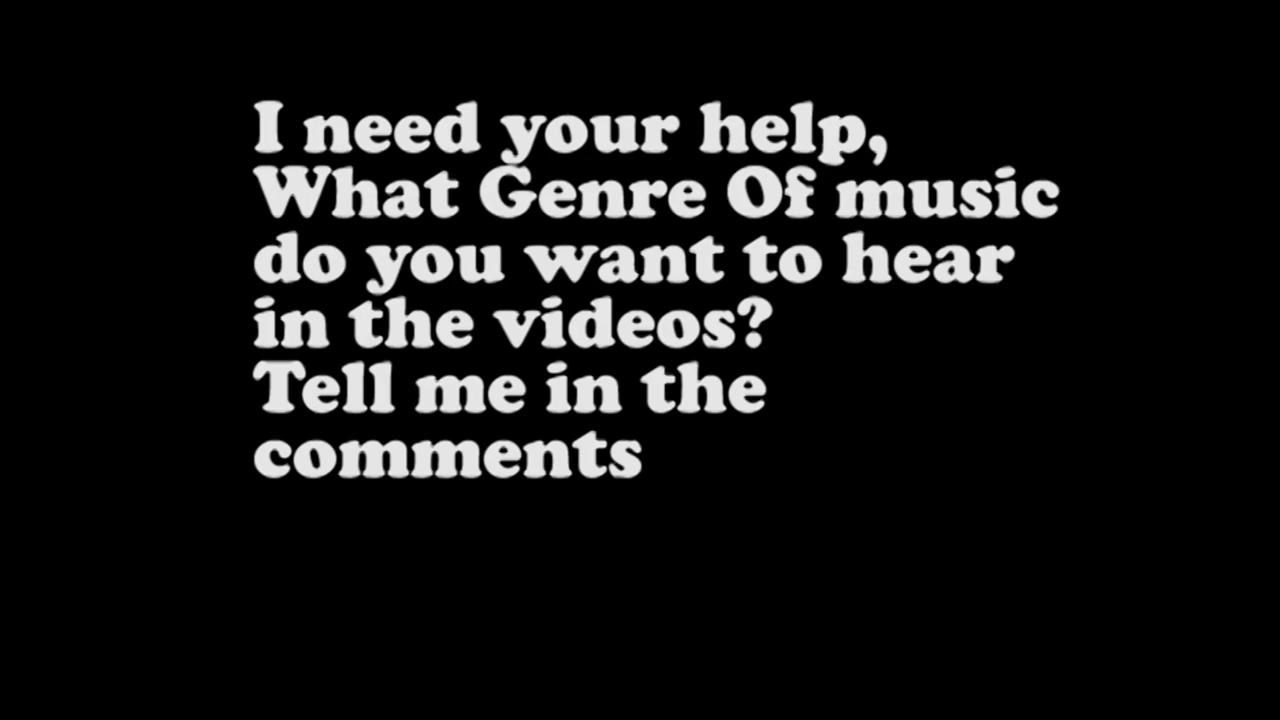 I need your help,
What Genre Of music
do you want to hear
in the videos?
Tell me in the
comments